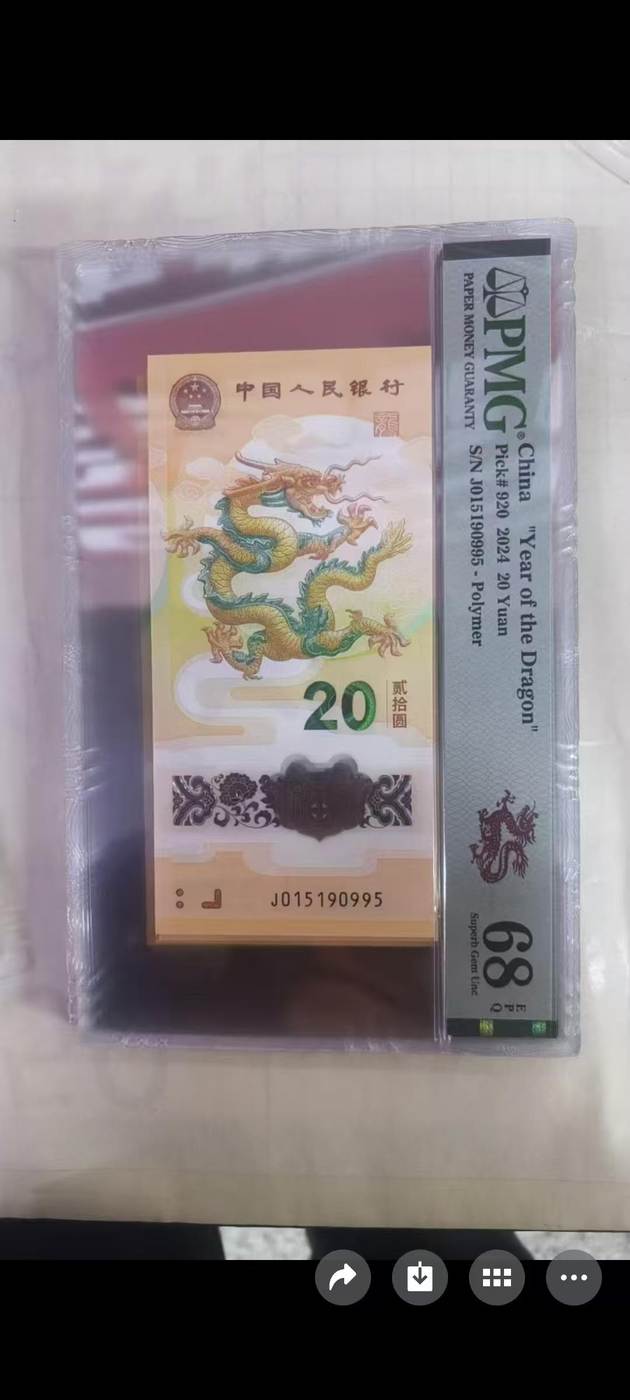 中国人民银行
20
贰拾圆
J015190995
PMG®
PAPER MONEY GUARANTY
China "Year of the Dragon"
Pick# 920 2024 20 Yuan
S/N J015190995 - Polymer
68
EPQ
Superb Gem Unc